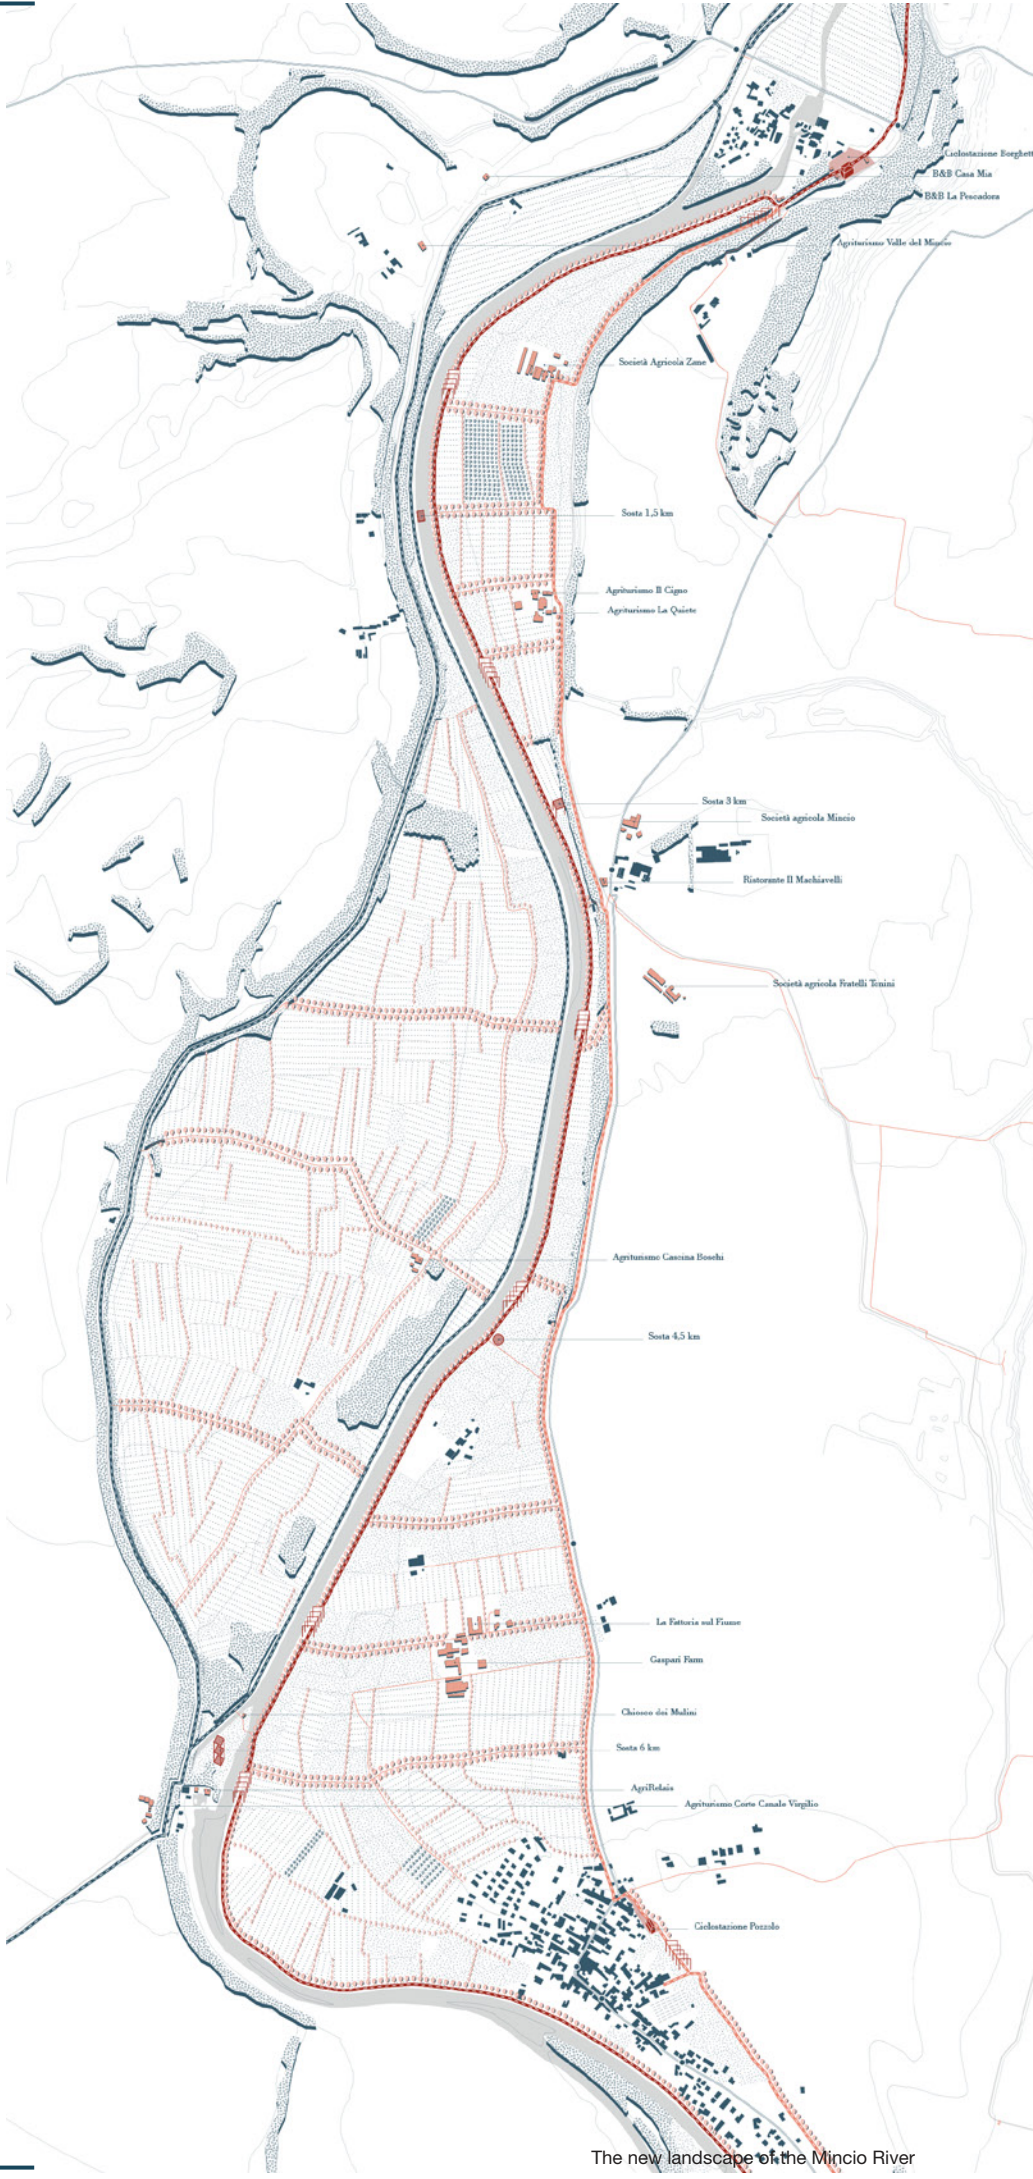 Ciclostazione Borghett
B&B Casa Mia
B&B La Pescadora
Agriturismo Valle del Mincio
Società Agricola Zane
Sosta 1,5 km
Agriturismo Il Cigno
Agriturismo La Quiete
Sosta 3 km
Società agricola Mincio
Ristorante Il Machiavelli
Società agricola Fratelli Tonini
Agriturismo Cascina Boschi
Sosta 4,5 km
La Fattoria sul Fiume
Gaspari Farm
Chiosco dei Mulini
Sosta 6 km
AgriRelais
Agriturismo Corte Canale Virgilio
Ciclostazione Pozzolo
The new landscape of the Mincio River